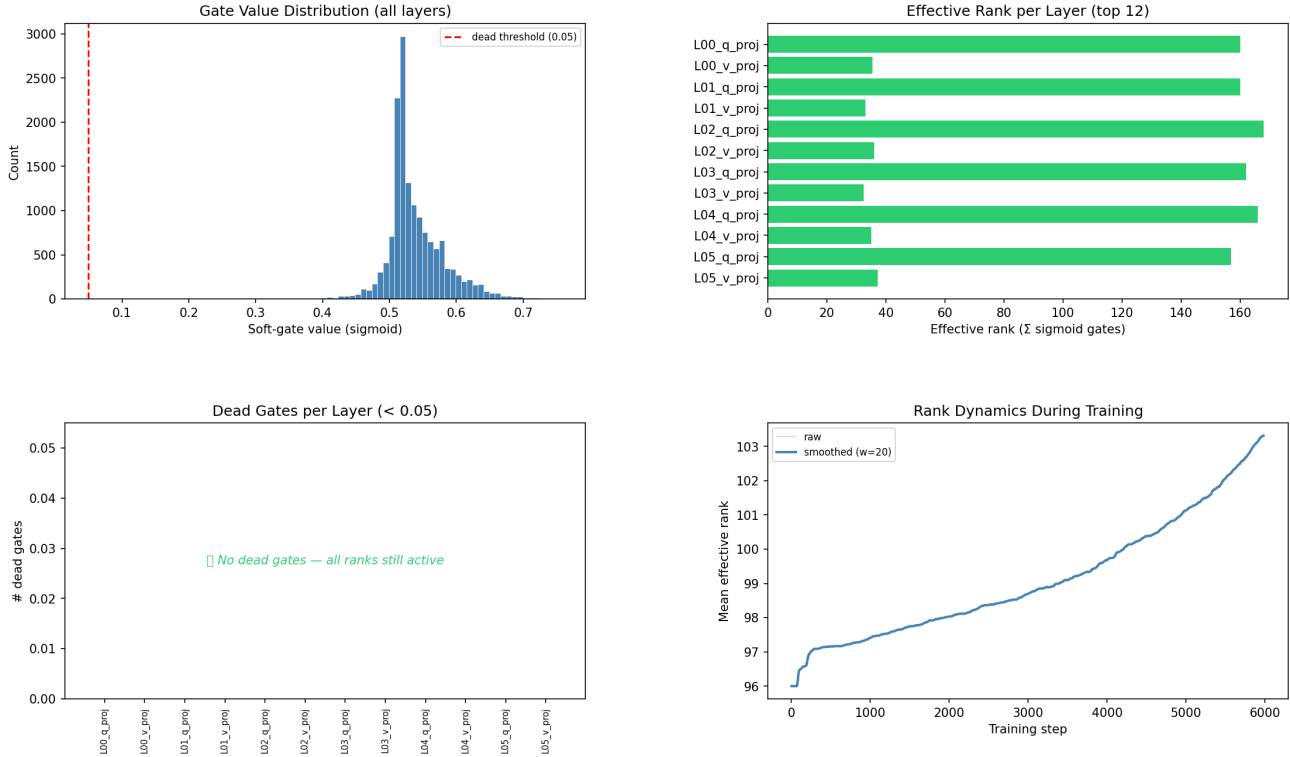 Gate Value Distribution (all layers)
3000
2500
2000
1500
1000
500
0
Count
dead threshold (0.05)
0.1 0.2 0.3 0.4 0.5 0.6 0.7
Soft-gate value (sigmoid)
Effective Rank per Layer (top 12)
L00_q_proj
L00_v_proj
L01_q_proj
L01_v_proj
L02_q_proj
L02_v_proj
L03_q_proj
L03_v_proj
L04_q_proj
L04_v_proj
L05_q_proj
L05_v_proj
0 20 40 60 80 100 120 140 160
Effective rank (Σ sigmoid gates)
Dead Gates per Layer (< 0.05)
0.05
0.04
0.03
0.02
0.01
0.00
# dead gates
No dead gates — all ranks still active
L00_q_proj
L00_v_proj
L01_q_proj
L01_v_proj
L02_q_proj
L02_v_proj
L03_q_proj
L03_v_proj
L04_q_proj
L04_v_proj
L05_q_proj
L05_v_proj
Rank Dynamics During Training
raw
smoothed (w=20)
103
102
101
100
99
98
97
96
Mean effective rank
0 1000 2000 3000 4000 5000 6000
Training step